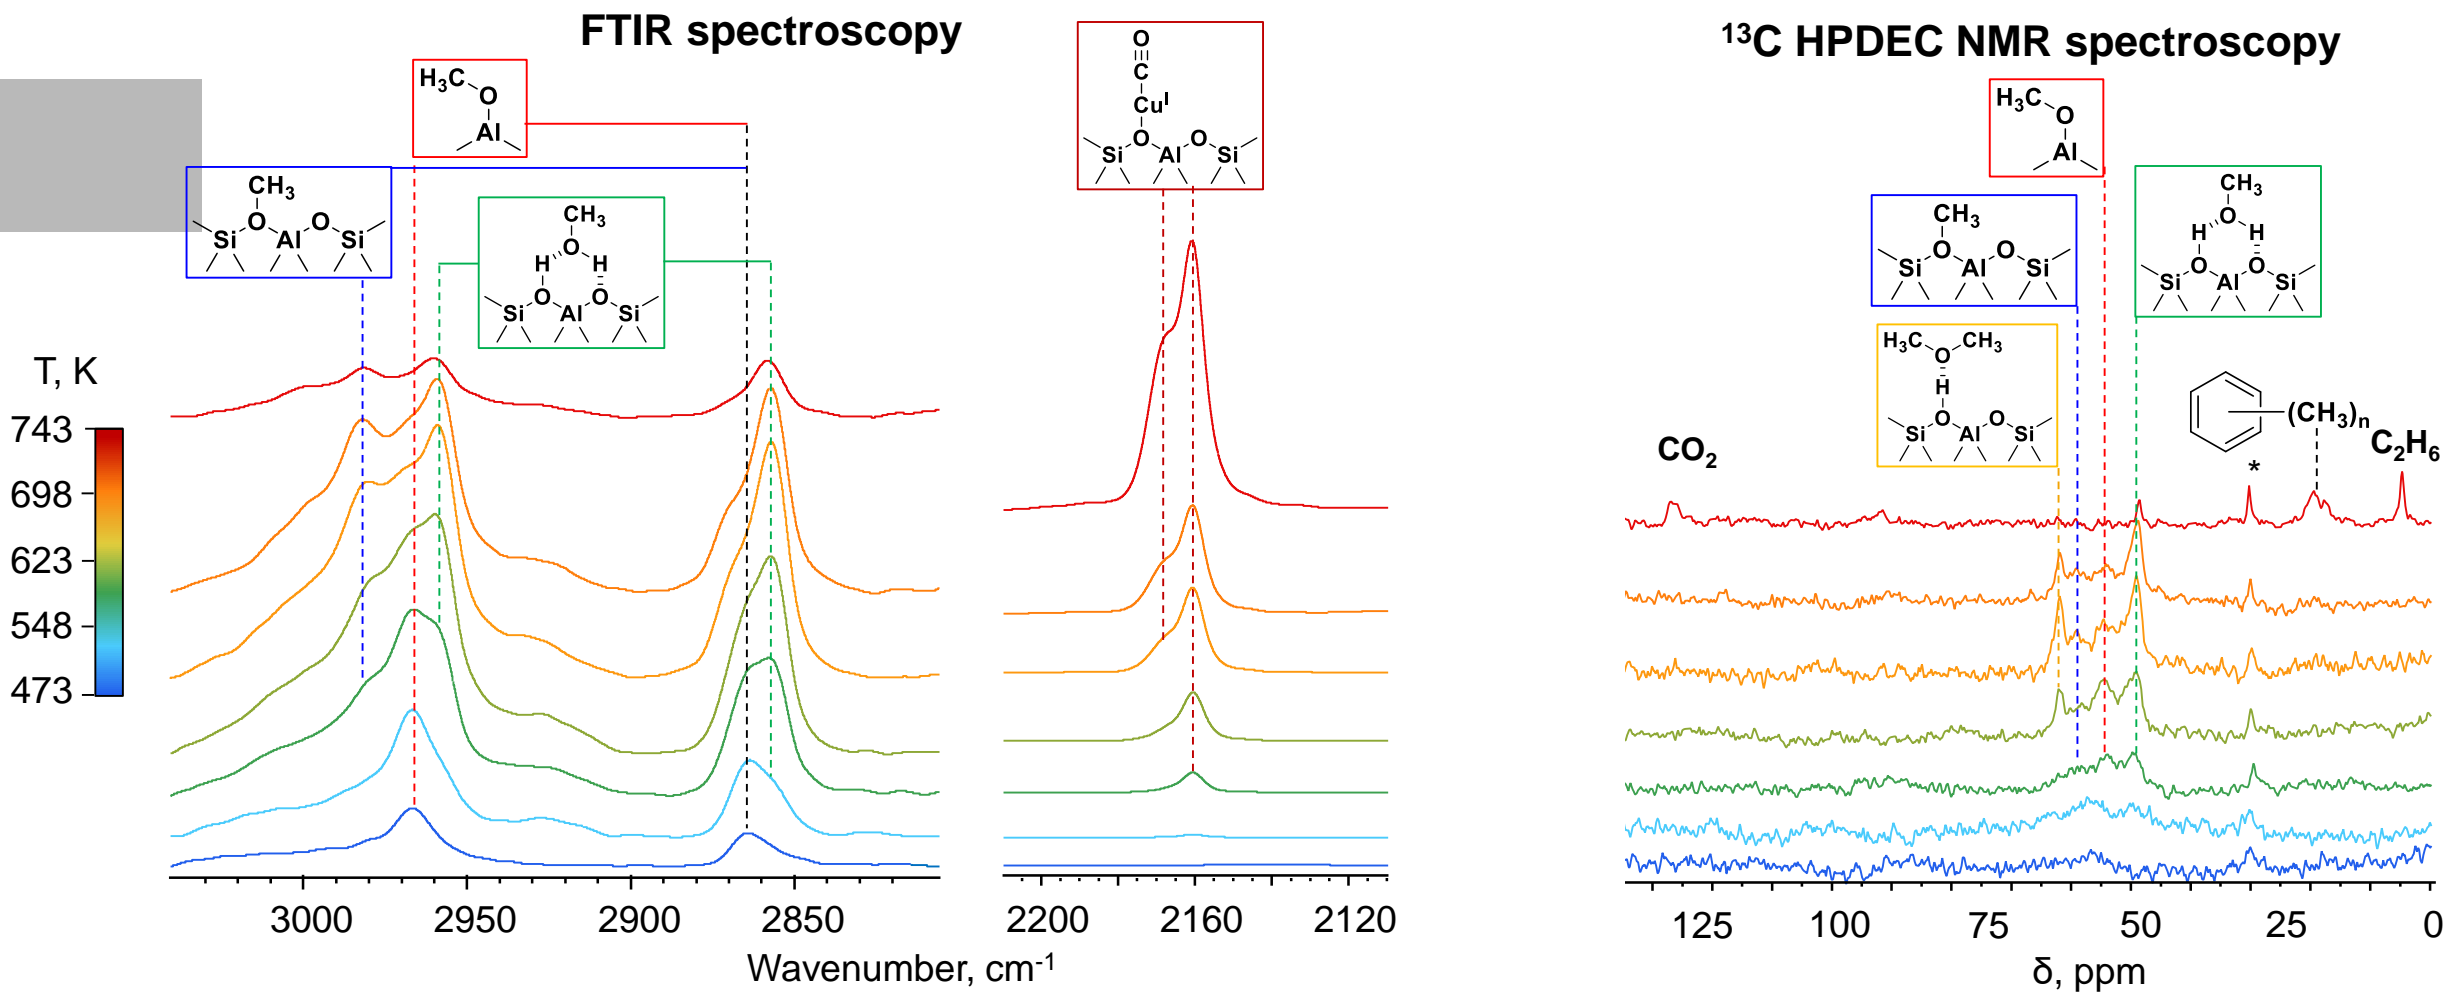 FTIR spectroscopy
¹³C HPDEC NMR spectroscopy
H₃C
O
Al
CH₃
O
O
Si
Al
Si
CH₃
O
H
H
O
O
Si
Al
Si
O
C
Cuᴵ
O
O
Si
Al
Si
H₃C
O
Al
CH₃
O
O
Si
Al
Si
CH₃
O
H
H
O
O
Si
Al
Si
H₃C
CH₃
O
H
O
O
Si
Al
Si
(CH₃)ₙ
CO₂
*
C₂H₆
T, K
743
698
623
548
473
3000 2950 2900 2850
2200 2160 2120
125 100 75 50 25 0
Wavenumber, cm⁻¹
δ, ppm